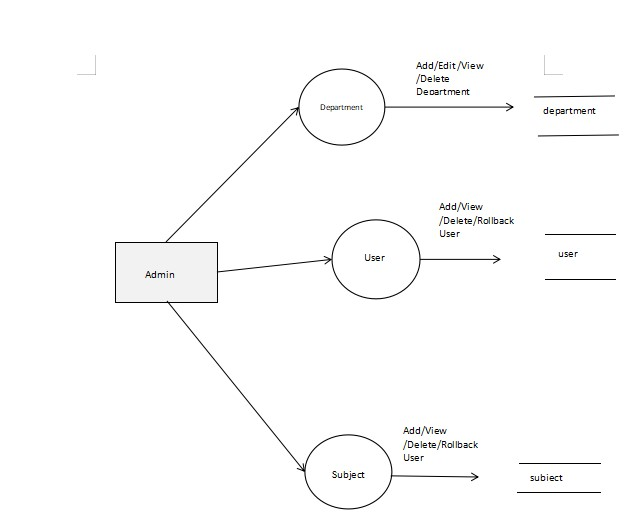 Add/Edit/View
/Delete
Department
Department
department
Add/View
/Delete/Rollback
User
User
user
Admin
Add/View
/Delete/Rollback
User
Subject
subject